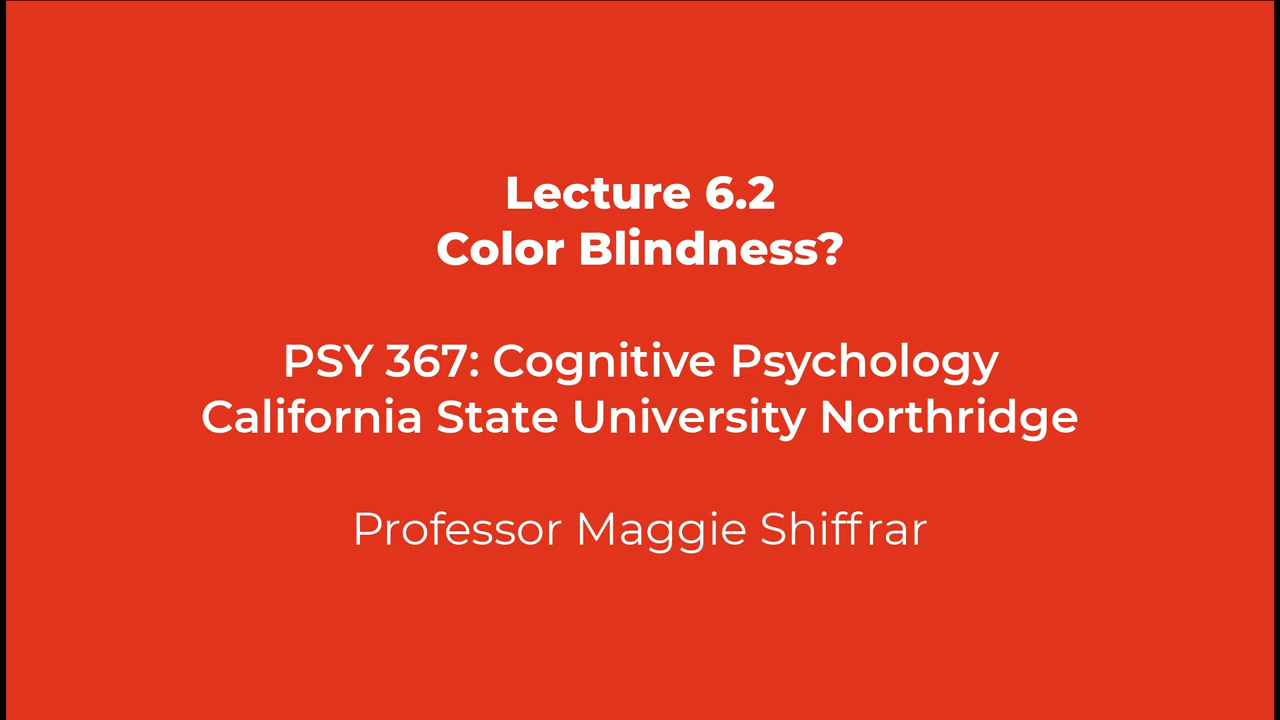 Lecture 6.2
Color Blindness?
PSY 367: Cognitive Psychology
California State University Northridge
Professor Maggie Shiffrar